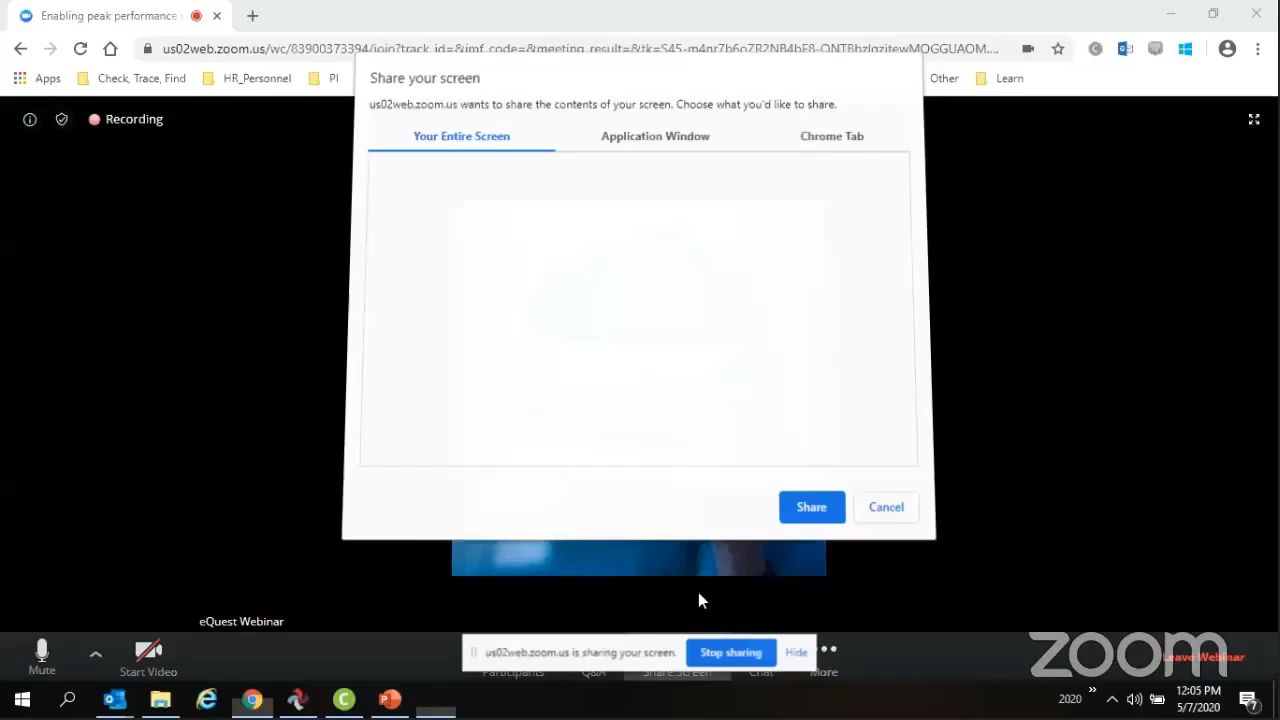 Enabling peak performance
us02web.zoom.us/wc/83900373394/join?track_id=&jmf_code=&meeting_result=&tk=S45-m4nr7b6o7R2NB4bF8-
Apps
Check, Trace, Find
HR_Personnel
PI
Other
Learn
Share your screen
us02web.zoom.us wants to share the contents of your screen. Choose what you'd like to share.
Your Entire Screen
Application Window
Chrome Tab
Recording
Share
Cancel
eQuest Webinar
us02web.zoom.us is sharing your screen.
Stop sharing
Hide
Mute
Start Video
Participants
Q&A
Share Screen
Chat
More
Leave Webinar
zoom
2020
12:05 PM
5/7/2020
7